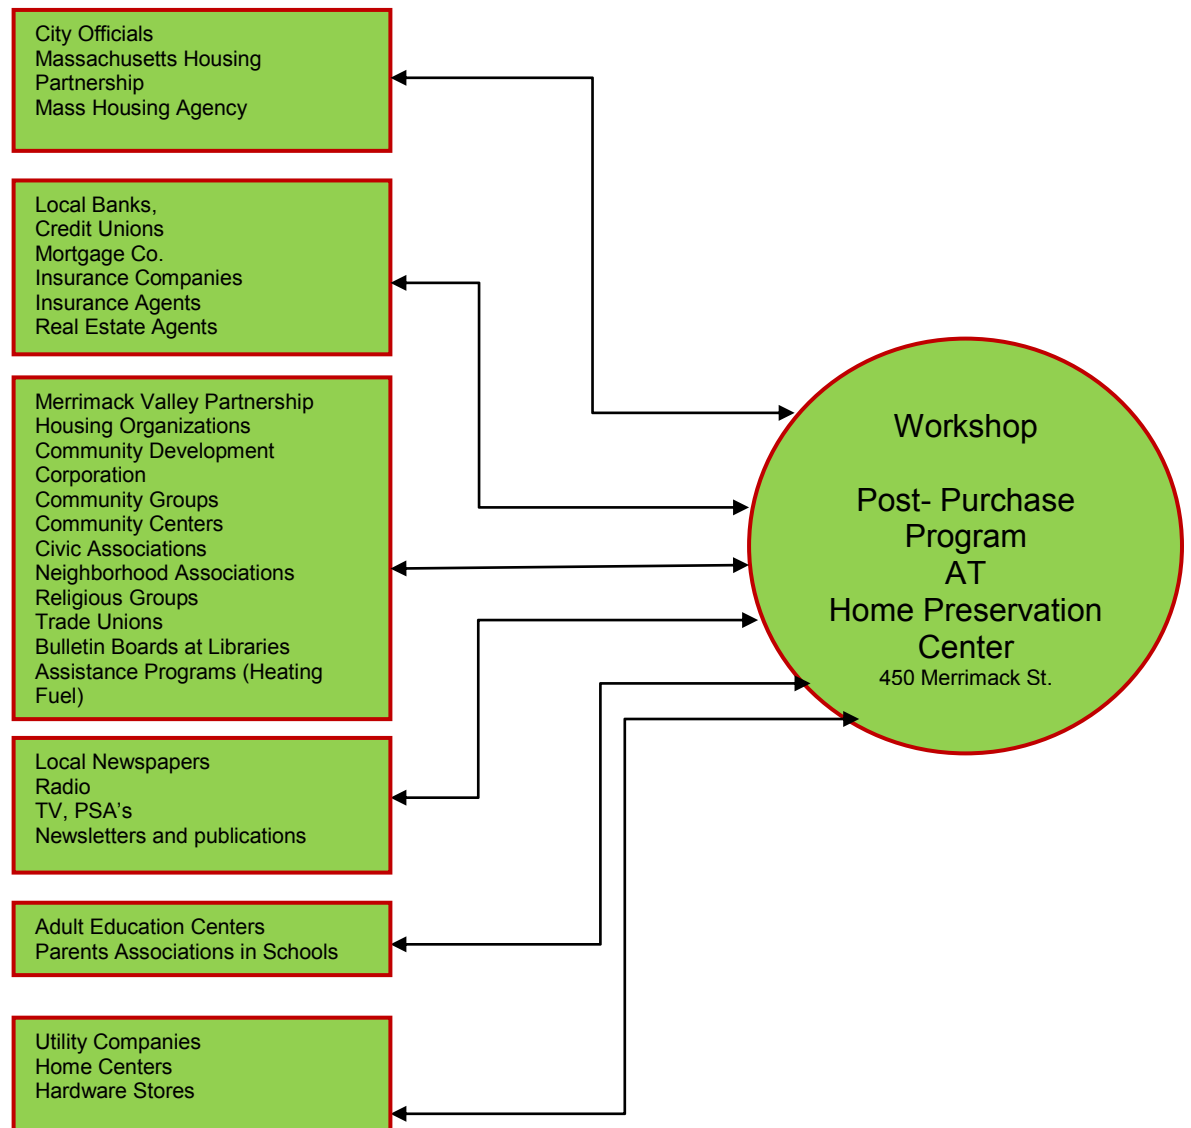 City Officials
Massachusetts Housing
Partnership
Mass Housing Agency
Local Banks,
Credit Unions
Mortgage Co.
Insurance Companies
Insurance Agents
Real Estate Agents
Merrimack Valley Partnership
Housing Organizations
Community Development
Corporation
Community Groups
Community Centers
Civic Associations
Neighborhood Associations
Religious Groups
Trade Unions
Bulletin Boards at Libraries
Assistance Programs (Heating
Fuel)
Local Newspapers
Radio
TV, PSA’s
Newsletters and publications
Adult Education Centers
Parents Associations in Schools
Utility Companies
Home Centers
Hardware Stores
Workshop
Post- Purchase
Program
AT
Home Preservation
Center
450 Merrimack St.